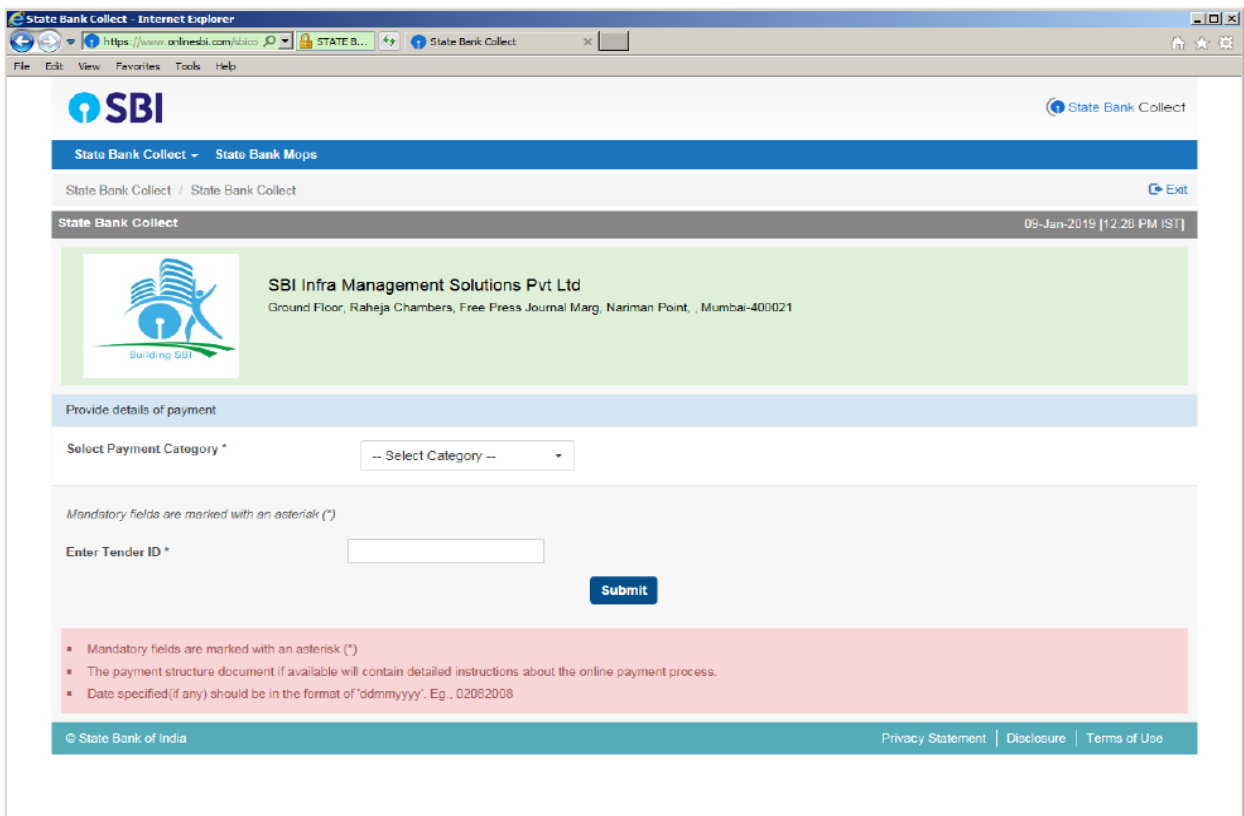 State Bank Collect - Internet Explorer
https://www.onlinesbi.com/sbico STATE B... State Bank Collect
File Edit View Favorites Tools Help
SBI
State Bank Collect
State Bank Collect State Bank Mops
State Bank Collect / State Bank Collect Exit
State Bank Collect 09-Jan-2019 [12:28 PM IST]
SBI Infra Management Solutions Pvt Ltd
Ground Floor, Raheja Chambers, Free Press Journal Marg, Nariman Point, , Mumbai-400021
Building SBI
Provide details of payment
Select Payment Category * -- Select Category --
Mandatory fields are marked with an asterisk (*)
Enter Tender ID *
Submit
Mandatory fields are marked with an asterisk (*)
The payment structure document if available will contain detailed instructions about the online payment process.
Date specified(if any) should be in the format of 'ddmmyyyy'. Eg., 02082008
© State Bank of India Privacy Statement | Disclosure | Terms of Use